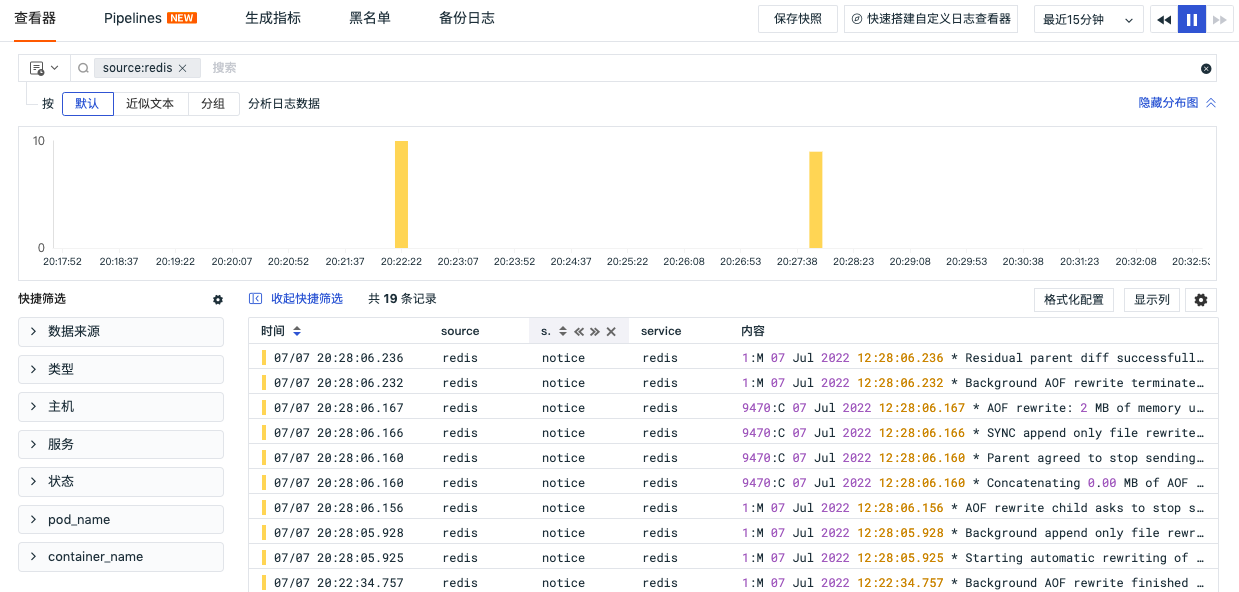 查看器 Pipelines NEW 生成指标 黑名单 备份日志 保存快照 快速搭建自定义日志查看器 最近15分钟
source:redis 搜索
按 默认 近似文本 分组 分析日志数据 隐藏分布图
10
0
20:17:52 20:18:37 20:19:22 20:20:07 20:20:52 20:21:37 20:22:22 20:23:07 20:23:52 20:24:37 20:25:22 20:26:08 20:26:53 20:27:38 20:28:23 20:29:08 20:29:53 20:30:38 20:31:23 20:32:08 20:32:53
快捷筛选 收起快捷筛选 共 19 条记录 格式化配置 显示列
数据来源
类型
主机
服务
状态
pod_name
container_name
时间 source s. service 内容
07/07 20:28:06.236 redis notice redis 1:M 07 Jul 2022 12:28:06.236 * Residual parent diff successfull…
07/07 20:28:06.232 redis notice redis 1:M 07 Jul 2022 12:28:06.232 * Background AOF rewrite terminate…
07/07 20:28:06.167 redis notice redis 9470:C 07 Jul 2022 12:28:06.167 * AOF rewrite: 2 MB of memory u…
07/07 20:28:06.166 redis notice redis 9470:C 07 Jul 2022 12:28:06.166 * SYNC append only file rewrite…
07/07 20:28:06.160 redis notice redis 9470:C 07 Jul 2022 12:28:06.160 * Parent agreed to stop sending…
07/07 20:28:06.160 redis notice redis 9470:C 07 Jul 2022 12:28:06.160 * Concatenating 0.00 MB of AOF …
07/07 20:28:06.156 redis notice redis 1:M 07 Jul 2022 12:28:06.156 * AOF rewrite child asks to stop s…
07/07 20:28:05.928 redis notice redis 1:M 07 Jul 2022 12:28:05.928 * Background append only file rewr…
07/07 20:28:05.925 redis notice redis 1:M 07 Jul 2022 12:28:05.925 * Starting automatic rewriting of …
07/07 20:22:34.757 redis notice redis 1:M 07 Jul 2022 12:22:34.757 * Background AOF rewrite finished …